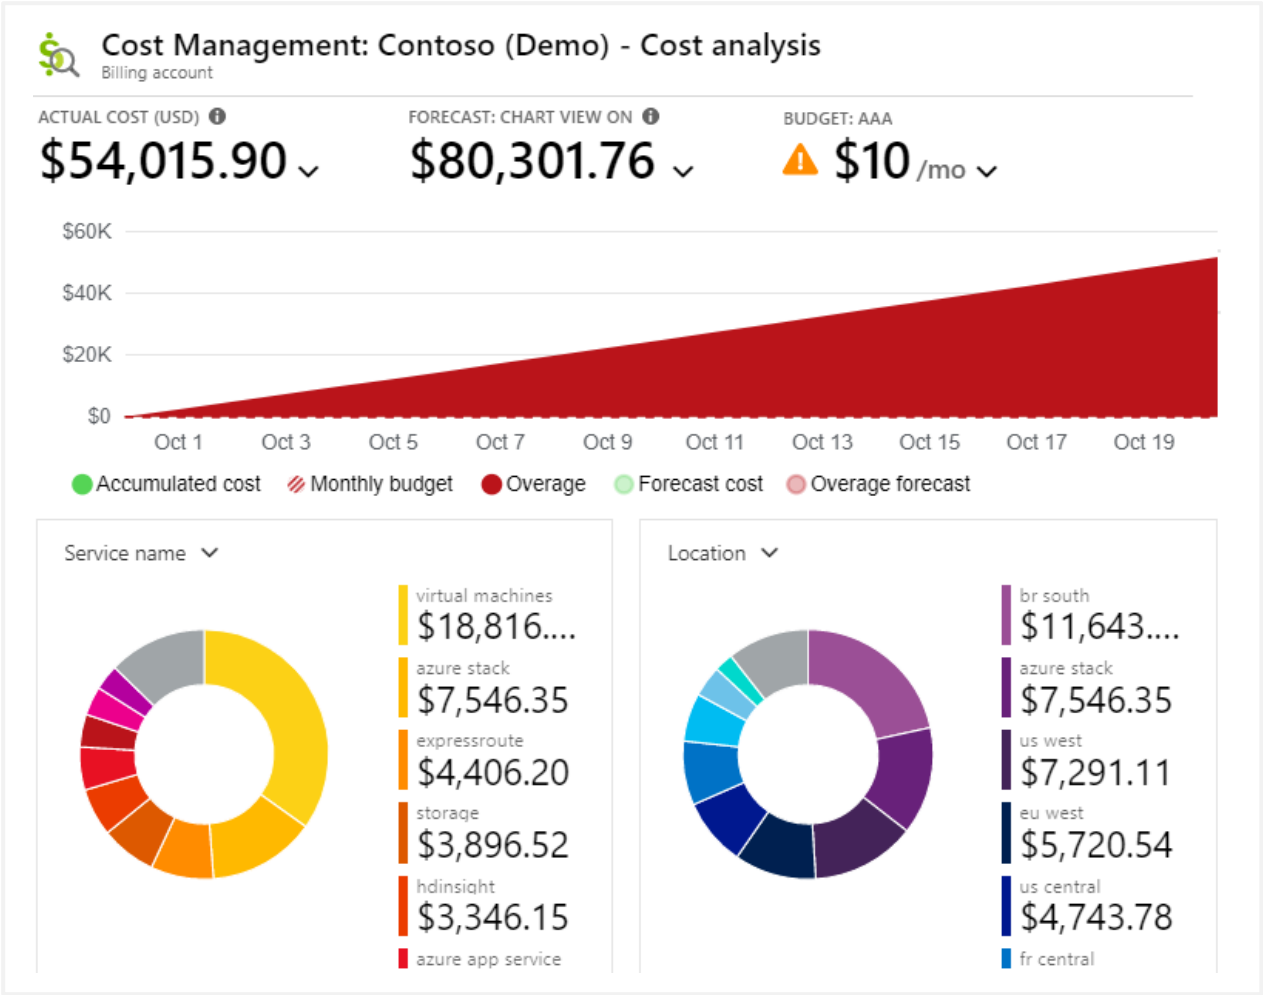 Cost Management: Contoso (Demo) - Cost analysis
Billing account
ACTUAL COST (USD)
FORECAST: CHART VIEW ON
BUDGET: AAA
$54,015.90
$80,301.76
$10 /mo
$60K
$40K
$20K
$0
Oct 1 Oct 3 Oct 5 Oct 7 Oct 9 Oct 11 Oct 13 Oct 15 Oct 17 Oct 19
Accumulated cost Monthly budget Overage Forecast cost Overage forecast
Service name
virtual machines
$18,816....
azure stack
$7,546.35
expressroute
$4,406.20
storage
$3,896.52
hdinsight
$3,346.15
azure app service
Location
br south
$11,643....
azure stack
$7,546.35
us west
$7,291.11
eu west
$5,720.54
us central
$4,743.78
fr central